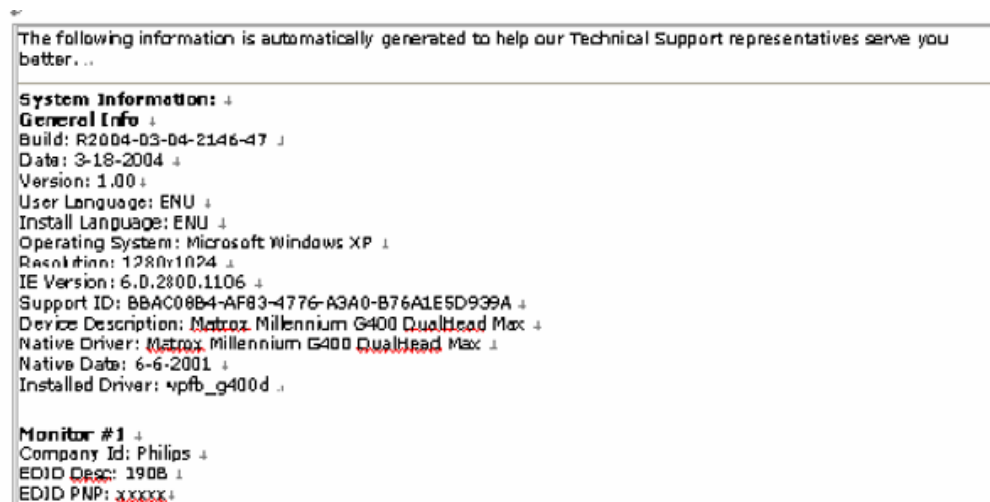 The following information is automatically generated to help our Technical Support representatives serve you
better...
System Information:
General Info
Build: R2004-03-04-2146-47
Date: 3-18-2004
Version: 1.00
User Language: ENU
Install Language: ENU
Operating System: Microsoft Windows XP
Resolution: 1280x1024
IE Version: 6.0.2800.1106
Support ID: BBAC08B4-AF83-4776-A3A0-B76A1E5D939A
Device Description: Matrox Millennium G400 DualHead Max
Native Driver: Matrox Millennium G400 DualHead Max
Native Date: 6-6-2001
Installed Driver: vpfb_g400d
Monitor #1
Company Id: Philips
EDID Desc: 190B
EDID PNP: xxxxx